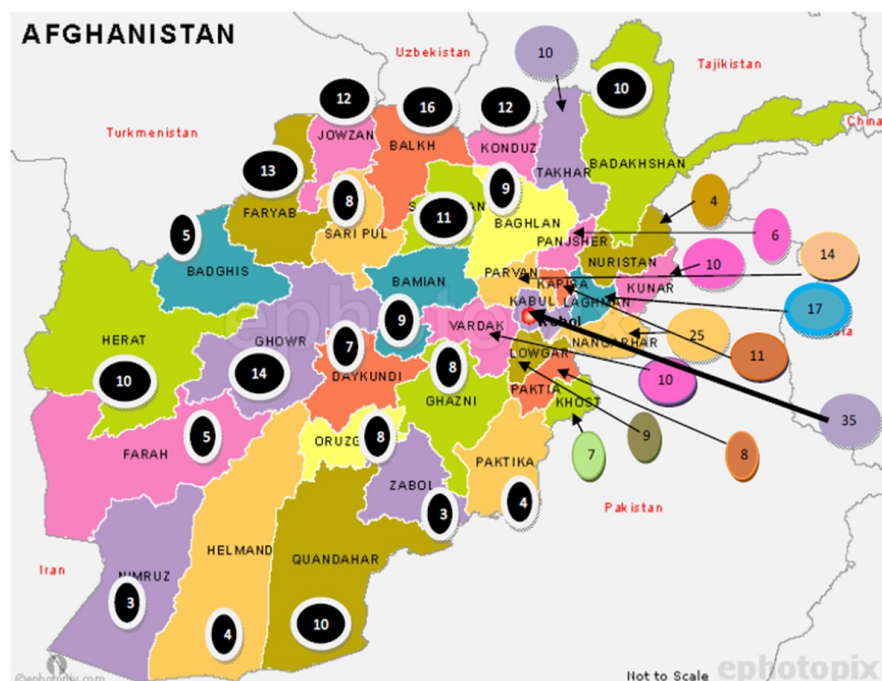 AFGHANISTAN
Uzbekistan
10
Tajikistan
10
12
16
12
Turkmenistan
China
JOWZAN
BALKH
KONDUZ
13
BADAKHSHAN
TAKHAR
9
8
4
FARYAB
11
BAGHLAN
5
SARI PUL
6
PANJSHER
14
NURISTAN
BADGHIS
BAMIAN
PARVAN
10
KAPISA
KUNAR
KABUL
LAGHMAN
17
ephotopix
9
VARDAK
Kabol
HERAT
GHOWR
25
NANGARHAR
7
LOWGAR
11
8
10
14
10
DAYKUNDI
PAKTIA
GHAZNI
KHOST
35
5
8
9
FARAH
7
8
PAKTIKA
ZABOL
4
3
Pakistan
HELMAND
QUANDAHAR
Iran
NIMRUZ
3
4
10
©ephotopix.com
Not to Scale
ephotopix